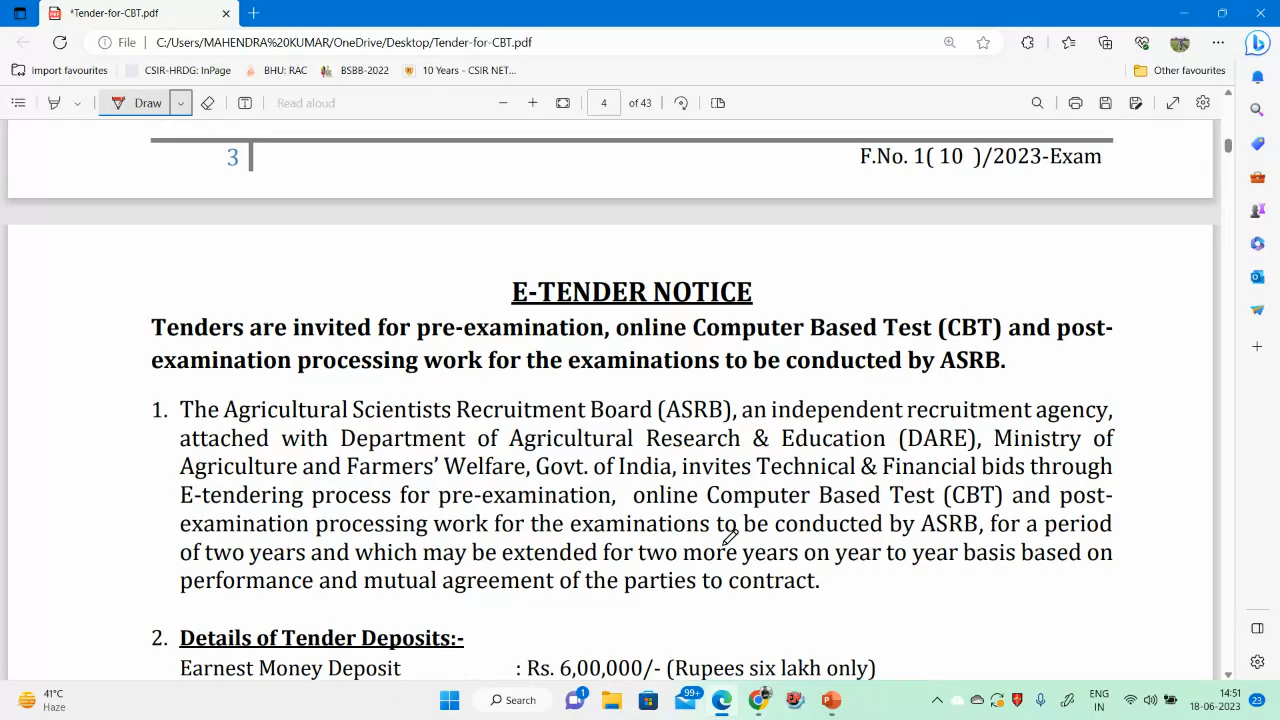 *Tender-for-CBT.pdf
File C:/Users/MAHENDRA%20KUMAR/OneDrive/Desktop/Tender-for-CBT.pdf
Import favourites CSIR-HRDG: InPage BHU: RAC BSBB-2022 10 Years - CSIR NET... Other favourites
Draw Read aloud 4 of 43
3 F.No. 1( 10 )/2023-Exam
E-TENDER NOTICE
Tenders are invited for pre-examination, online Computer Based Test (CBT) and post-
examination processing work for the examinations to be conducted by ASRB.
1. The Agricultural Scientists Recruitment Board (ASRB), an independent recruitment agency,
attached with Department of Agricultural Research & Education (DARE), Ministry of
Agriculture and Farmers’ Welfare, Govt. of India, invites Technical & Financial bids through
E-tendering process for pre-examination, online Computer Based Test (CBT) and post-
examination processing work for the examinations to be conducted by ASRB, for a period
of two years and which may be extended for two more years on year to year basis based on
performance and mutual agreement of the parties to contract.
2. Details of Tender Deposits:-
Earnest Money Deposit : Rs. 6,00,000/- (Rupees six lakh only)
41°C
Haze
Search
1
99+
ENG
IN
14:51
18-06-2023
23